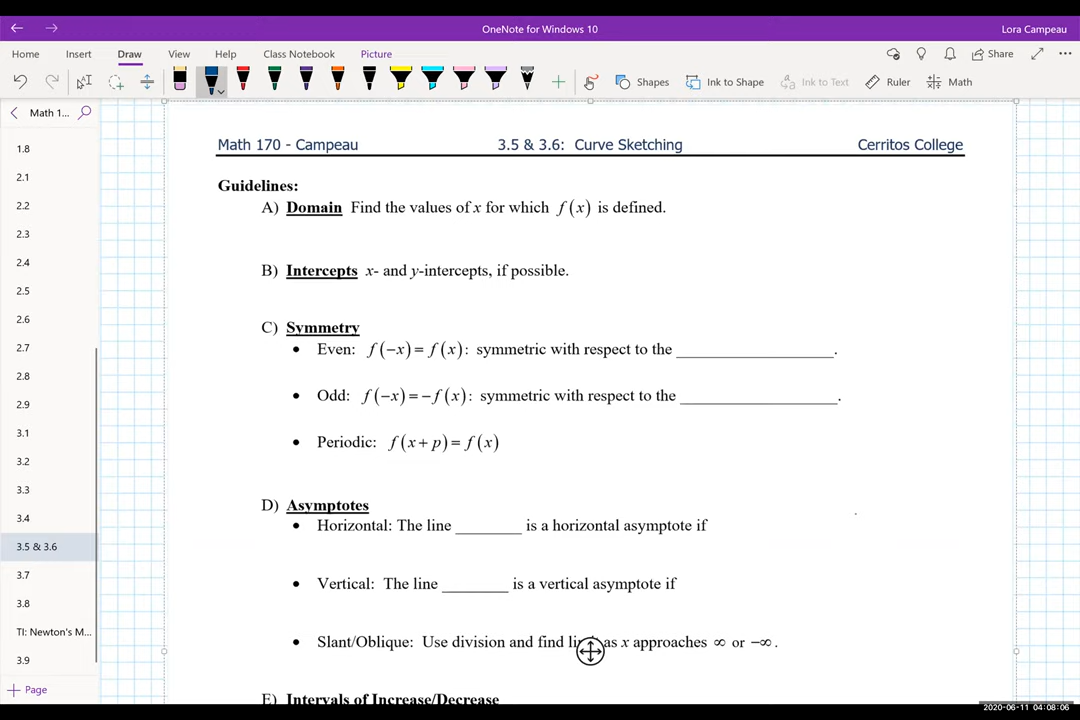 OneNote for Windows 10
Lora Campeau
Home Insert Draw View Help Class Notebook Picture
Share
Shapes Ink to Shape Ink to Text Ruler Math
Math 1...
1.8
2.1
2.2
2.3
2.4
2.5
2.6
2.7
2.8
2.9
3.1
3.2
3.3
3.4
3.5 & 3.6
3.7
3.8
TI: Newton's M...
3.9
Page
Math 170 - Campeau 3.5 & 3.6: Curve Sketching Cerritos College
Guidelines:
A) Domain Find the values of x for which f(x) is defined.
B) Intercepts x- and y-intercepts, if possible.
C) Symmetry
• Even: f(−x) = f(x): symmetric with respect to the ________________.
• Odd: f(−x) = −f(x): symmetric with respect to the ________________.
• Periodic: f(x + p) = f(x)
D) Asymptotes
• Horizontal: The line _______ is a horizontal asymptote if
• Vertical: The line _______ is a vertical asymptote if
• Slant/Oblique: Use division and find as x approaches ∞ or −∞.
E) Intervals of Increase/Decrease
2020-06-11 04:08:06